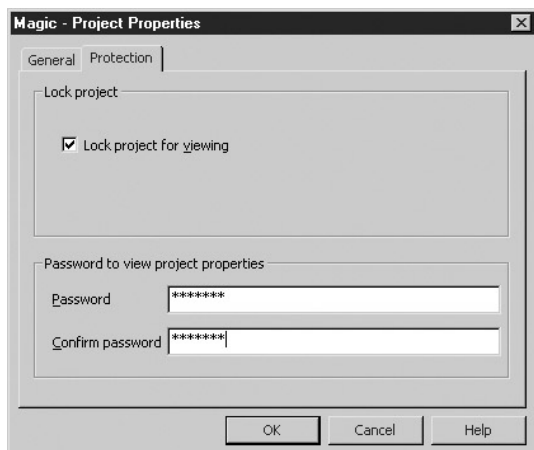 Magic - Project Properties
General Protection
Lock project
Lock project for viewing
Password to view project properties
Password *******
Confirm password *******
OK Cancel Help